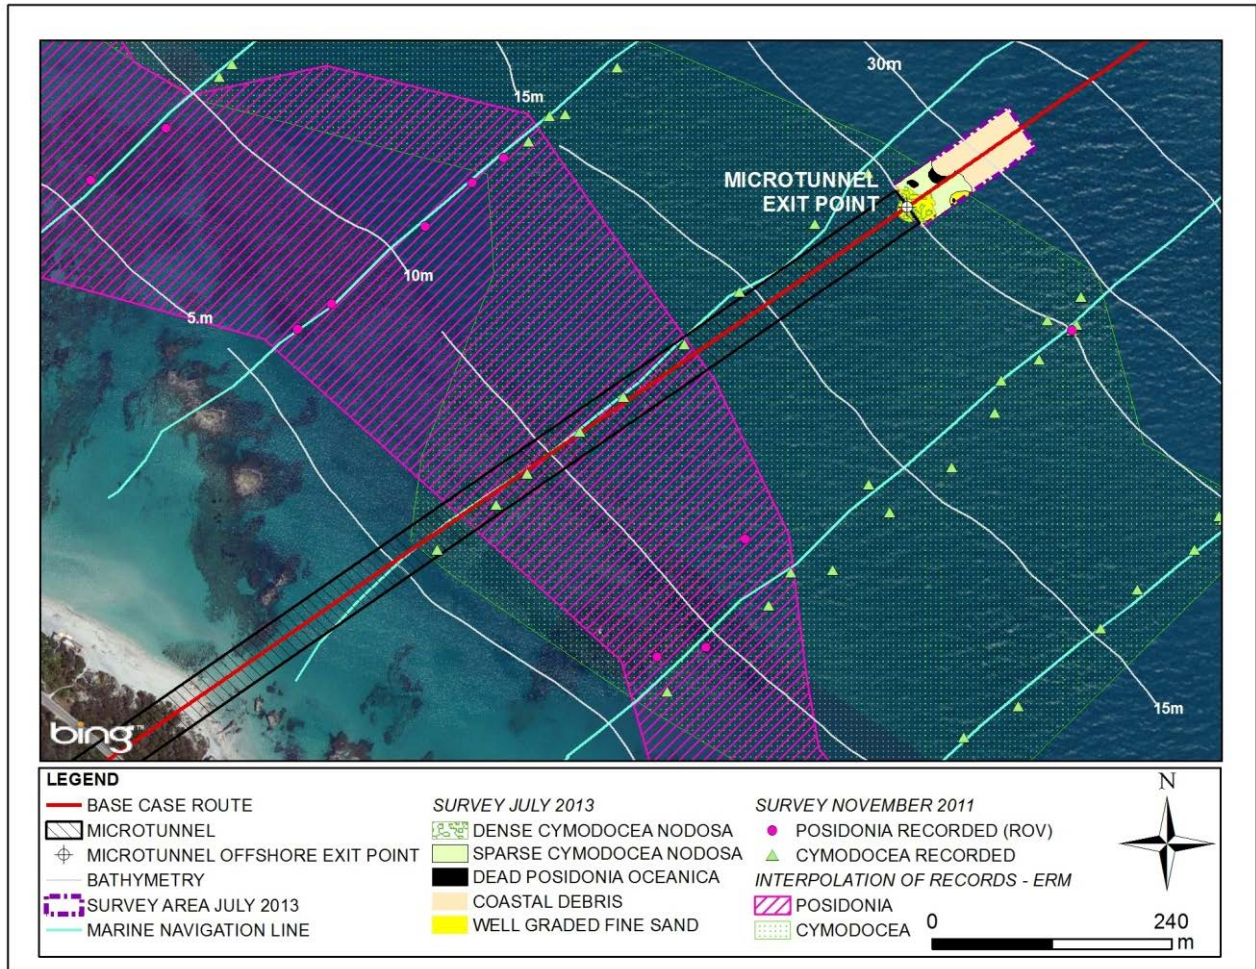 30m
15m
MICROTUNNEL
EXIT POINT
10m
5.m
15m
bing™
LEGEND
BASE CASE ROUTE
MICROTUNNEL
MICROTUNNEL OFFSHORE EXIT POINT
BATHYMETRY
SURVEY AREA JULY 2013
MARINE NAVIGATION LINE
SURVEY JULY 2013
DENSE CYMODOCEA NODOSA
SPARSE CYMODOCEA NODOSA
DEAD POSIDONIA OCEANICA
COASTAL DEBRIS
WELL GRADED FINE SAND
SURVEY NOVEMBER 2011
POSIDONIA RECORDED (ROV)
CYMODOCEA RECORDED
INTERPOLATION OF RECORDS - ERM
POSIDONIA
CYMODOCEA
N
0 240
m